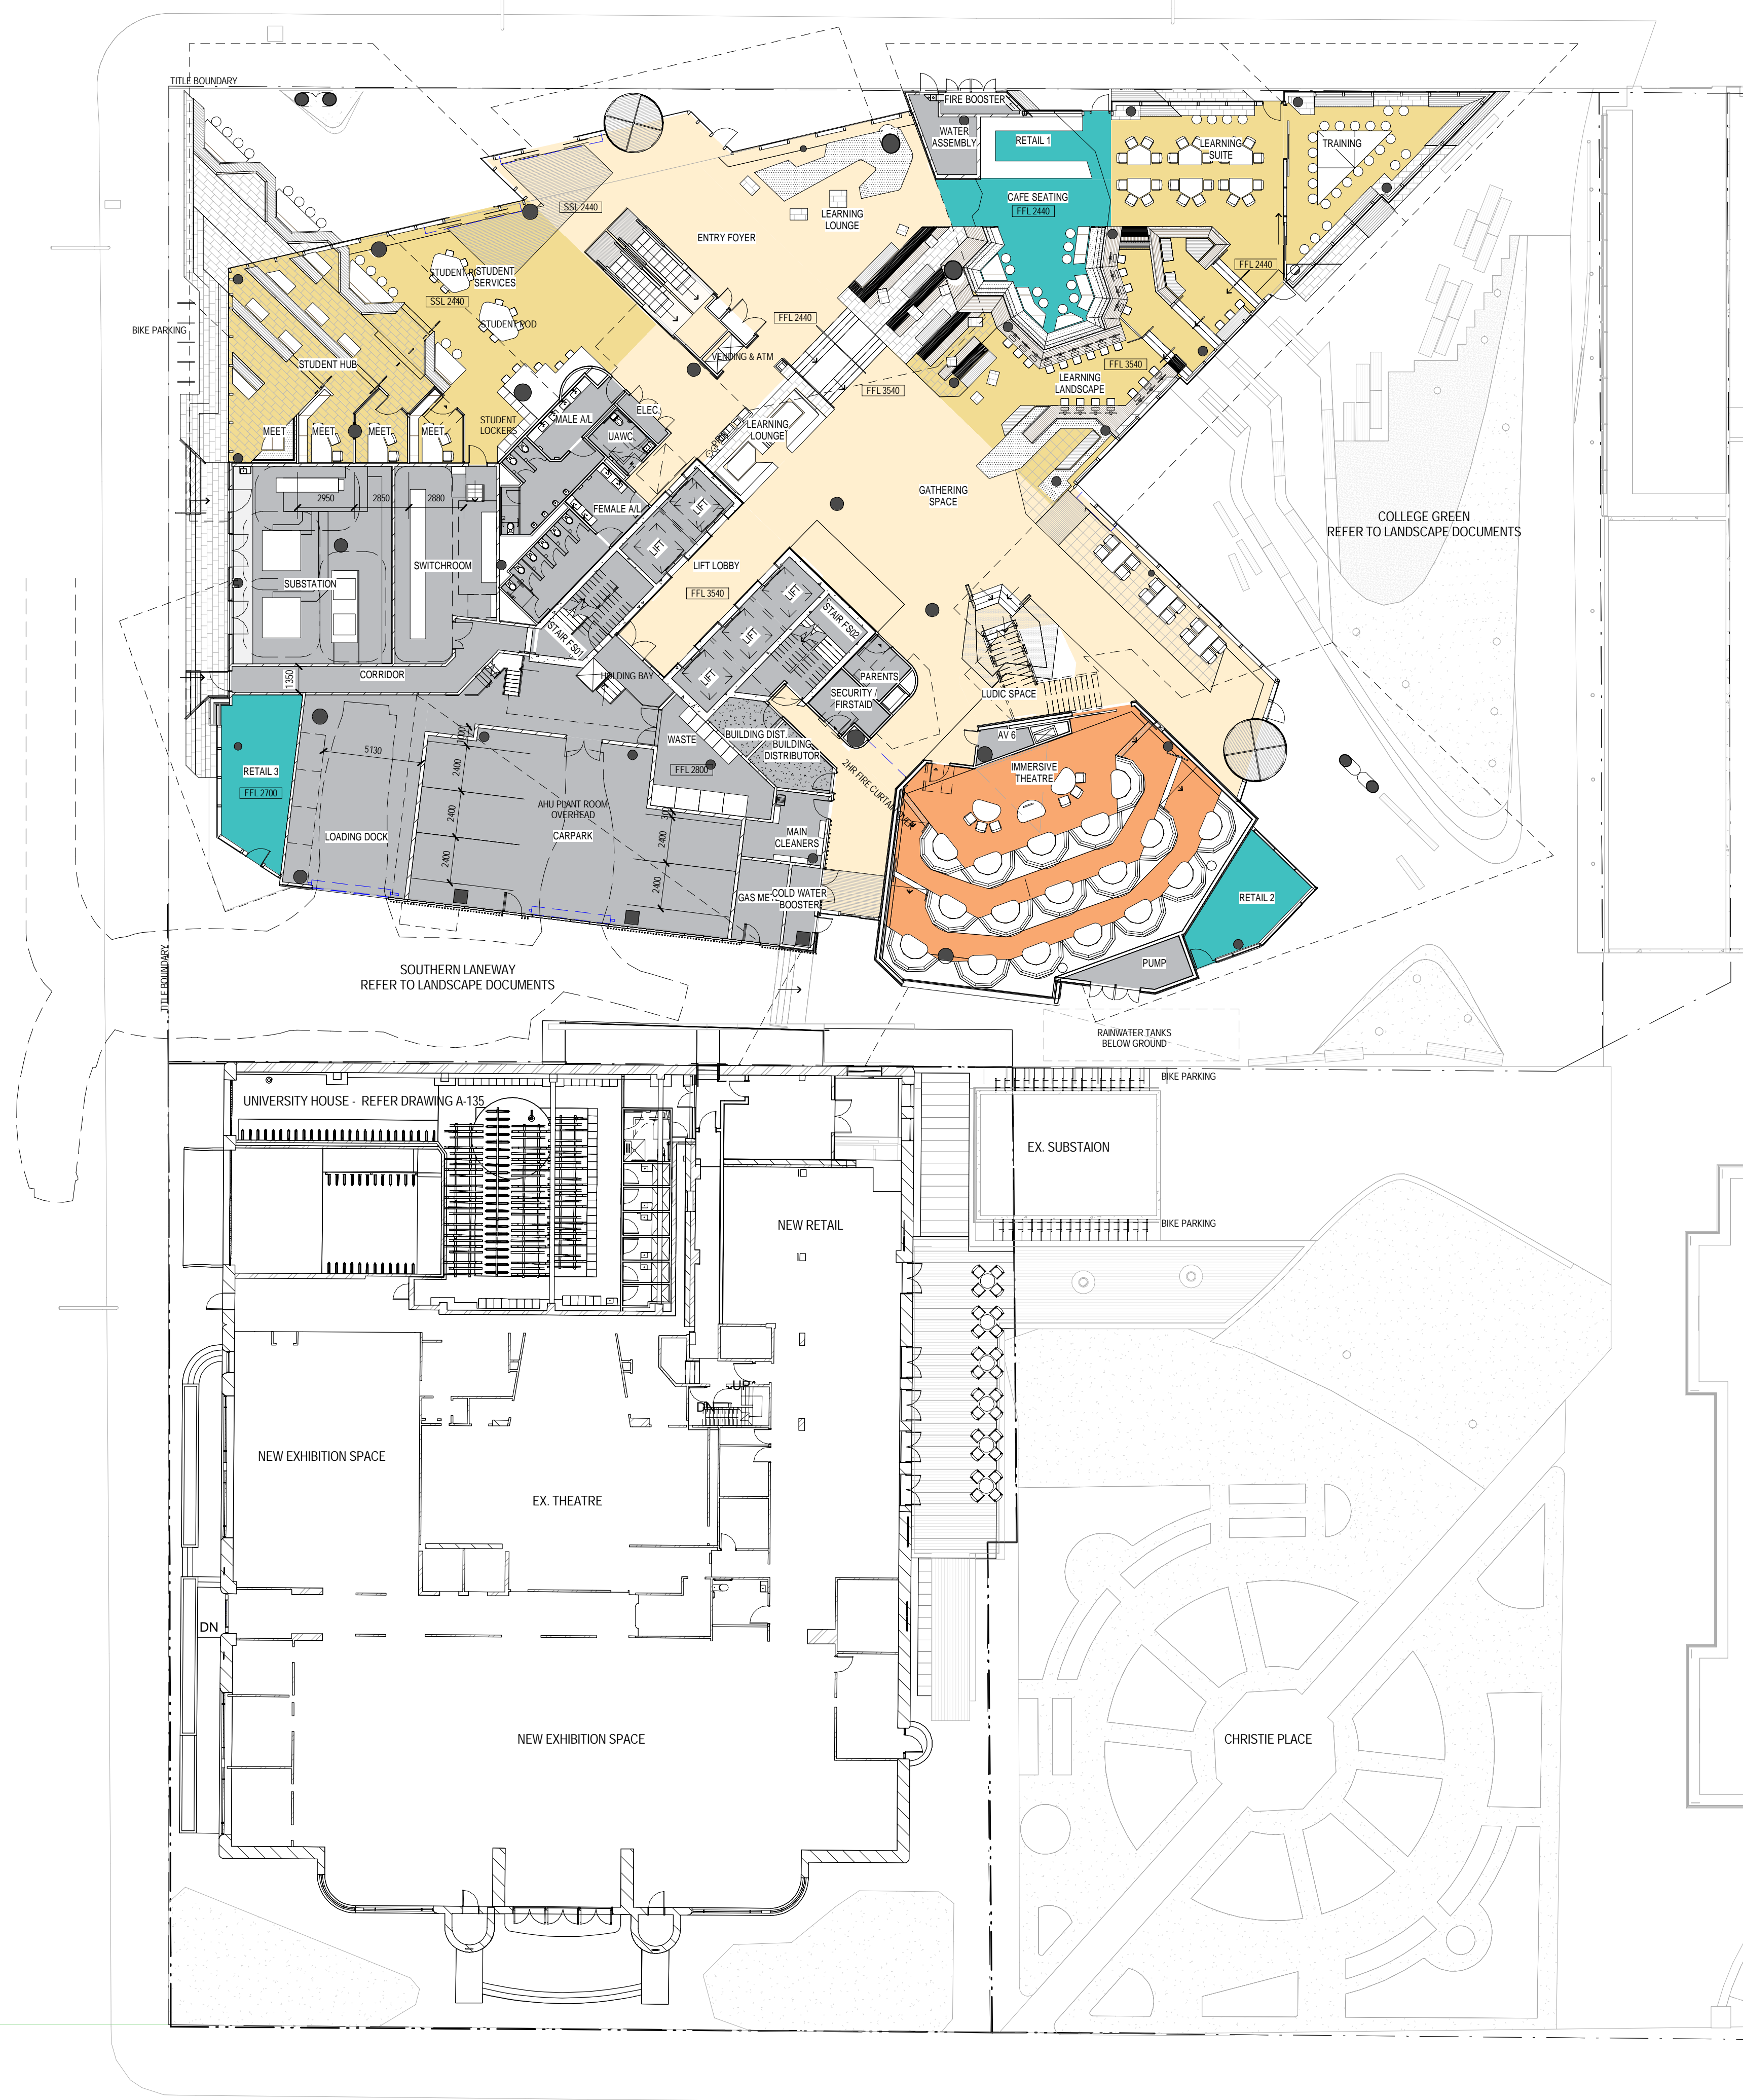 TITLE BOUNDARY
FIRE BOOSTER
WATER
ASSEMBLY
RETAIL 1
LEARNING
SUITE
TRAINING
CAFE SEATING
FFL 2440
SSL 2440
LEARNING
LOUNGE
ENTRY FOYER
STUDENT
SERVICES
SSL 2440
STUDENT POD
FFL 2440
FFL 2440
BIKE PARKING
STUDENT HUB
VENDING & ATM
FFL 3540
FFL 3540
LEARNING
LANDSCAPE
MEET
MEET
MEET
MEET
STUDENT
LOCKERS
MALE A/L
ELEC.
UAWC
LEARNING
LOUNGE
GATHERING
SPACE
COLLEGE GREEN
REFER TO LANDSCAPE DOCUMENTS
2950
2850
2880
FEMALE A/L
LIFT
LIFT
SUBSTATION
SWITCHROOM
LIFT LOBBY
FFL 3540
LIFT
LIFT
LIFT
STAIR FS01
STAIR FS02
CORRIDOR
1350
HOLDING BAY
PARENTS
SECURITY /
FIRSTAID
LUDIC SPACE
WASTE
BUILDING DIST.
BUILDING
DISTRIBUTOR
AV 6
IMMERSIVE
THEATRE
FFL 2800
2HR FIRE CURTAIN OVER
RETAIL 3
FFL 2700
5130
2400
2400
2400
2400
2400
AHU PLANT ROOM
OVERHEAD
CARPARK
LOADING DOCK
MAIN
CLEANERS
COLD WATER
BOOSTER
RETAIL 2
PUMP
TITLE BOUNDARY
SOUTHERN LANEWAY
REFER TO LANDSCAPE DOCUMENTS
RAINWATER TANKS
BELOW GROUND
BIKE PARKING
UNIVERSITY HOUSE - REFER DRAWING A-135
EX. SUBSTAION
BIKE PARKING
NEW RETAIL
UP
DN
NEW EXHIBITION SPACE
EX. THEATRE
DN
NEW EXHIBITION SPACE
CHRISTIE PLACE